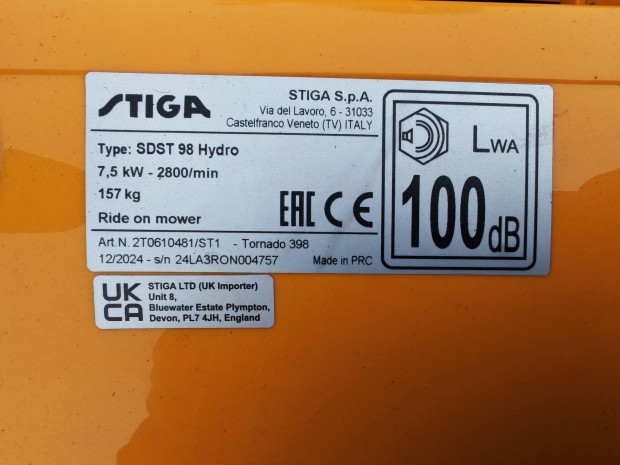 STIGA
STIGA S.p.A.
Via del Lavoro, 6 - 31033
Castelfranco Veneto (TV) ITALY
Type: SDST 98 Hydro
7,5 kW - 2800/min
157 kg
Ride on mower
EAC CE
Art.N. 2T0610481/ST1 - Tornado 398
12/2024 - s/n 24LA3RON004757
Made in PRC
LWA
100dB
UK
CA
STIGA LTD (UK Importer)
Unit 8,
Bluewater Estate Plympton,
Devon, PL7 4JH, England